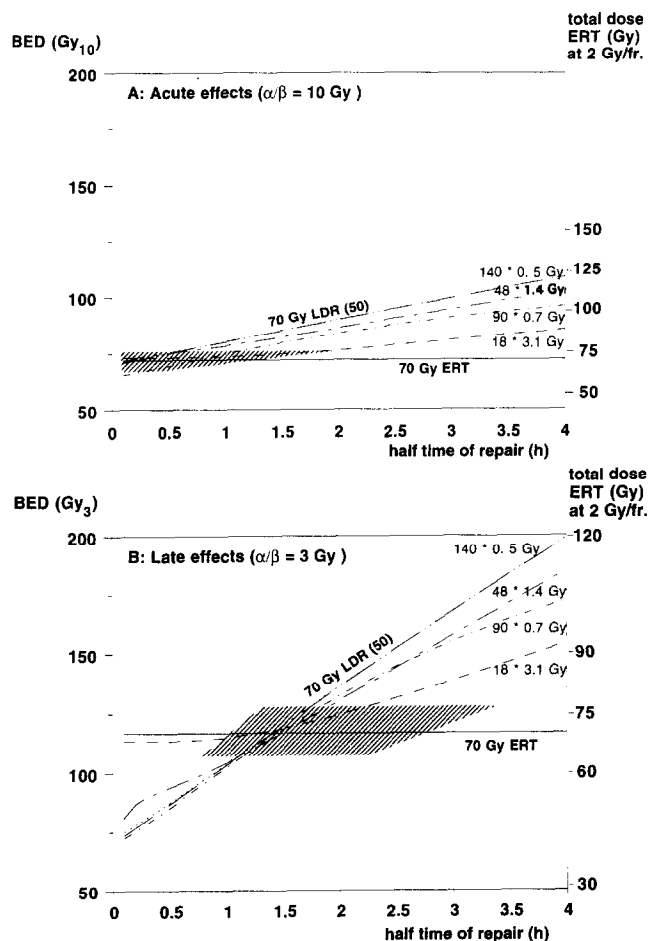 total dose
BED (Gy10)
ERT (Gy)
at 2 Gy/fr.
200
A: Acute effects (α/β = 10 Gy )
150
150
140 * 0. 5 Gy
125
70 Gy LDR (50)
48 * 1.4 Gy
100
100
90 * 0.7 Gy
18 * 3.1 Gy
75
70 Gy ERT
50
50
0 0.5 1 1.5 2 2.5 3 3.5 4
half time of repair (h)
total dose
BED (Gy3)
ERT (Gy)
at 2 Gy/fr.
200
120
B: Late effects (α/β = 3 Gy )
140 * 0. 5 Gy
48 * 1.4 Gy
70 Gy LDR (50)
90 * 0.7 Gy
150
90
18 * 3.1 Gy
75
70 Gy ERT
100
60
50
30
0 0.5 1 1.5 2 2.5 3 3.5 4
half time of repair (h)